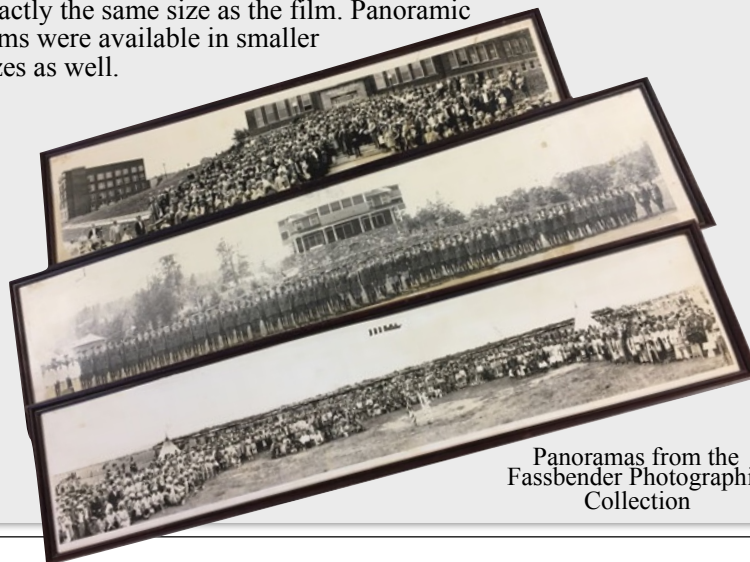 actly the same size as the film. Panoramic
ms were available in smaller
zes as well.
Panoramas from the
Fassbender Photographi
Collection